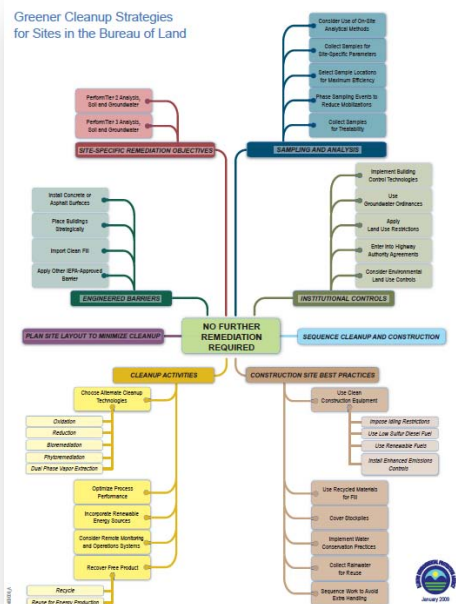 Greener Cleanup Strategies
for Sites in the Bureau of Land
Consider Use of On-Site
Analytical Methods
Collect Samples for
Site-Specific Parameters
Select Sample Locations
for Maximum Efficiency
Phase Sampling Events to
Reduce Mobilizations
Collect Samples
for Treatability
SAMPLING AND ANALYSIS
Perform Tier 2 Analysis,
Soil and Groundwater
Perform Tier 3 Analysis,
Soil and Groundwater
SITE-SPECIFIC REMEDIATION OBJECTIVES
Install Concrete or
Asphalt Surfaces
Place Buildings
Strategically
Import Clean Fill
Apply Other IEPA-Approved
Barrier
ENGINEERED BARRIERS
Implement Building
Control Technologies
Use
Groundwater Ordinances
Apply
Land Use Restrictions
Enter Into Highway
Authority Agreements
Consider Environmental
Land Use Controls
INSTITUTIONAL CONTROLS
PLAN SITE LAYOUT TO MINIMIZE CLEANUP
NO FURTHER
REMEDIATION
REQUIRED
SEQUENCE CLEANUP AND CONSTRUCTION
CLEANUP ACTIVITIES
Choose Alternate Cleanup
Technologies
Oxidation
Reduction
Bioremediation
Phytoremediation
Dual Phase Vapor Extraction
Optimize Process
Performance
Incorporate Renewable
Energy Sources
Consider Remote Monitoring
and Operations Systems
Recover Free Product
Recycle
Reuse for Energy Production
CONSTRUCTION SITE BEST PRACTICES
Use Clean
Construction Equipment
Impose Idling Restrictions
Use Low Sulfur Diesel Fuel
Use Renewable Fuels
Install Enhanced Emissions
Controls
Use Recycled Materials
for Fill
Cover Stockpiles
Implement Water
Conservation Practices
Collect Rainwater
for Reuse
Sequence Work to Avoid
Extra Handling
January 2008